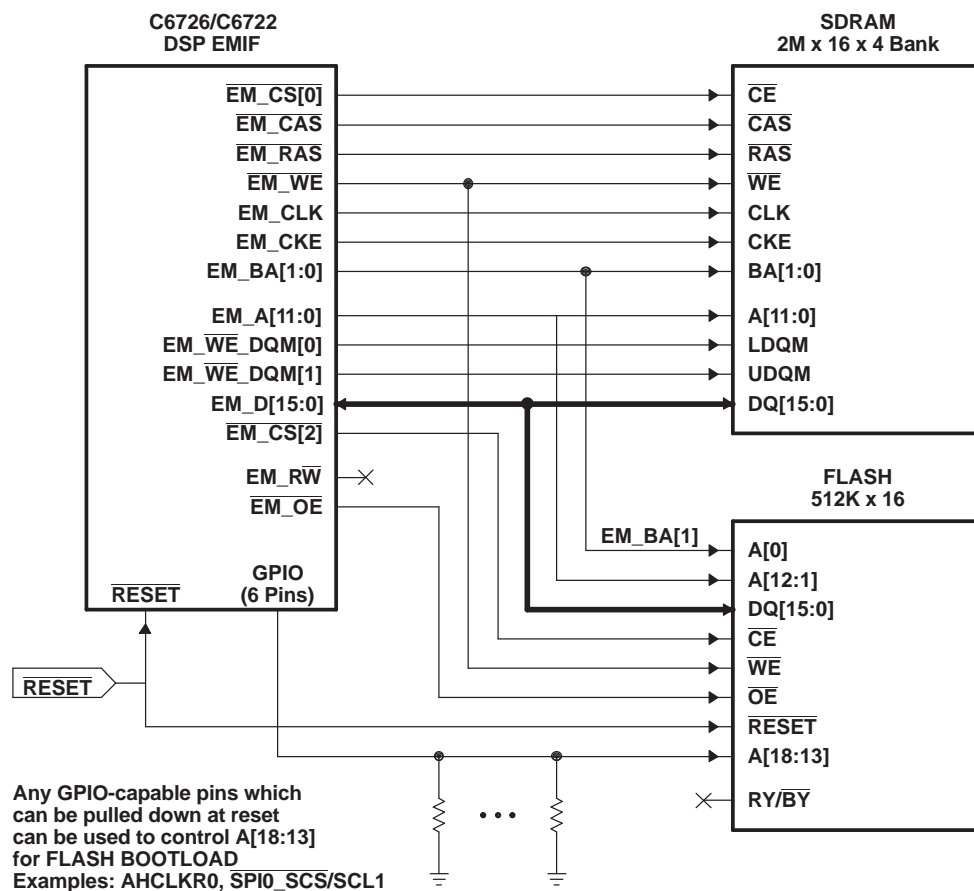 C6726/C6722
DSP EMIF
SDRAM
2M x 16 x 4 Bank
EM_CS[0]
CE
EM_CAS
CAS
EM_RAS
RAS
EM_WE
WE
EM_CLK
CLK
EM_CKE
CKE
EM_BA[1:0]
BA[1:0]
EM_A[11:0]
A[11:0]
EM_WE_DQM[0]
LDQM
EM_WE_DQM[1]
UDQM
EM_D[15:0]
DQ[15:0]
EM_CS[2]
EM_RW
EM_OE
FLASH
512K x 16
EM_BA[1]
A[0]
A[12:1]
DQ[15:0]
CE
WE
OE
RESET
A[18:13]
RY/BY
GPIO
(6 Pins)
RESET
RESET
Any GPIO-capable pins which
can be pulled down at reset
can be used to control A[18:13]
for FLASH BOOTLOAD
Examples: AHCLKR0, SPI0_SCS/SCL1